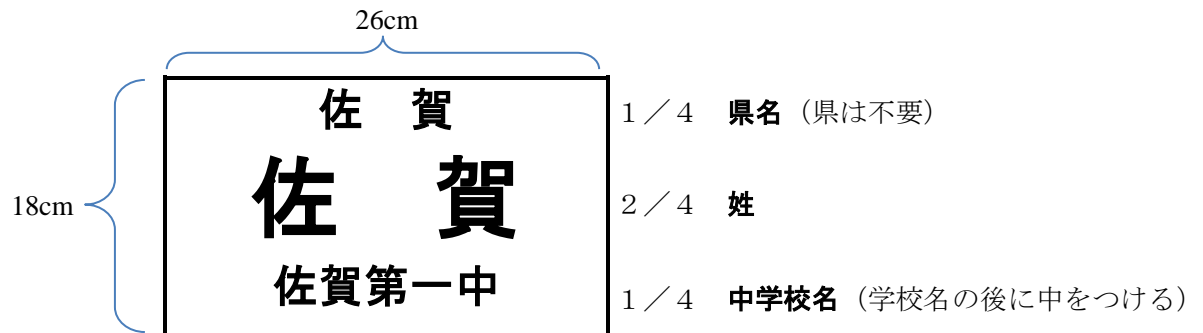 26cm
18cm
佐 賀
佐 賀
佐賀第一中
1/4 県名(県は不要)
2/4 姓
1/4 中学校名(学校名の後に中をつける)